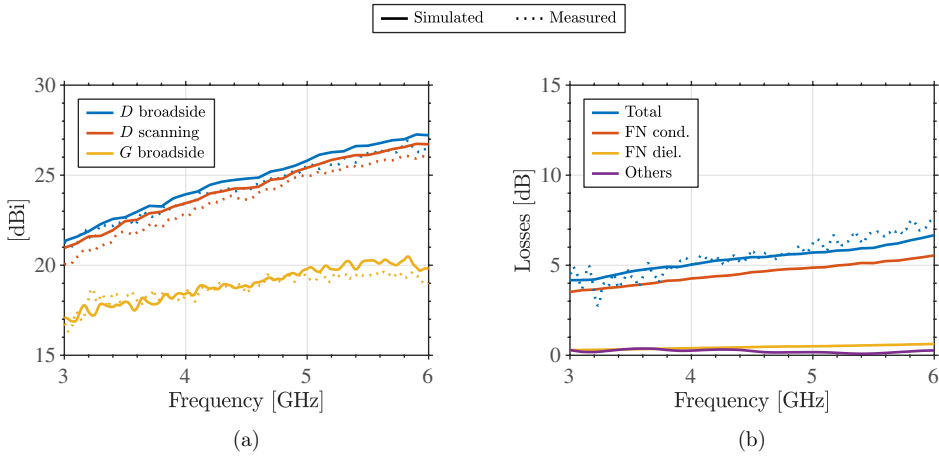 Simulated Measured
30
25
20
15
[dBi]
D broadside
D scanning
G broadside
3 4 5 6
Frequency [GHz]
(a)
15
10
5
0
Losses [dB]
Total
FN cond.
FN diel.
Others
3 4 5 6
Frequency [GHz]
(b)